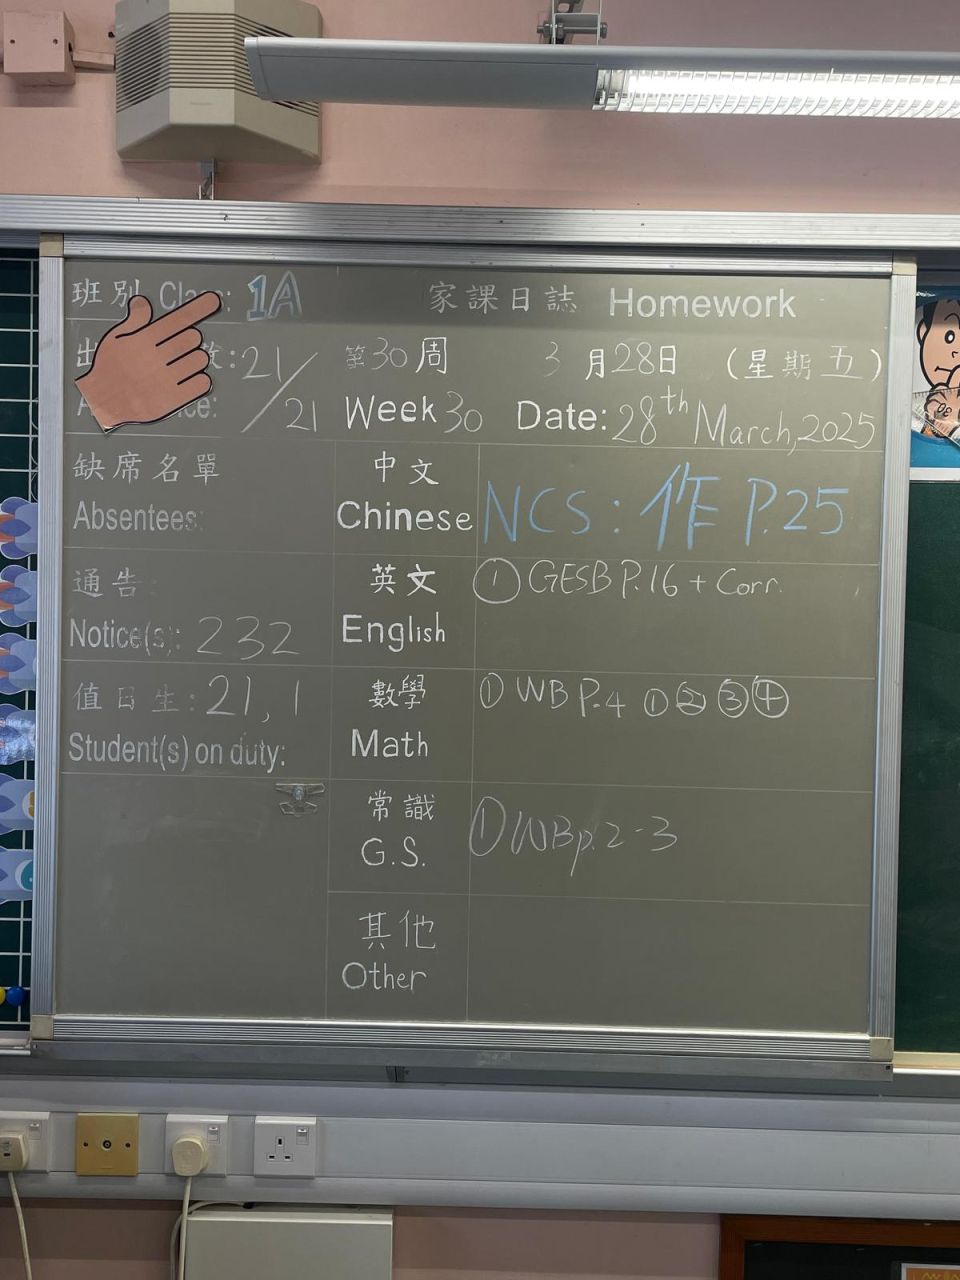 班別 Class: 1A
家課日誌 Homework
出 數:21/21
第30周 3月28日 (星期五)
A ce:
Week 30 Date: 28th March, 2025
缺席名單
Absentees:
中文
Chinese
NCS: 作 P.25
通告:
Notice(s): 232
英文
English
① GESB P.16 + Corr.
值日生: 21, 1
Student(s) on duty:
數學
Math
① WB P.4 ①②③④
常識
G.S.
① WB p.2-3
其他
Other